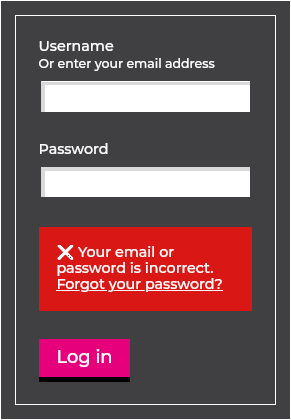 Username
Or enter your email address
Password
Your email or
password is incorrect.
Forgot your password?
Log in